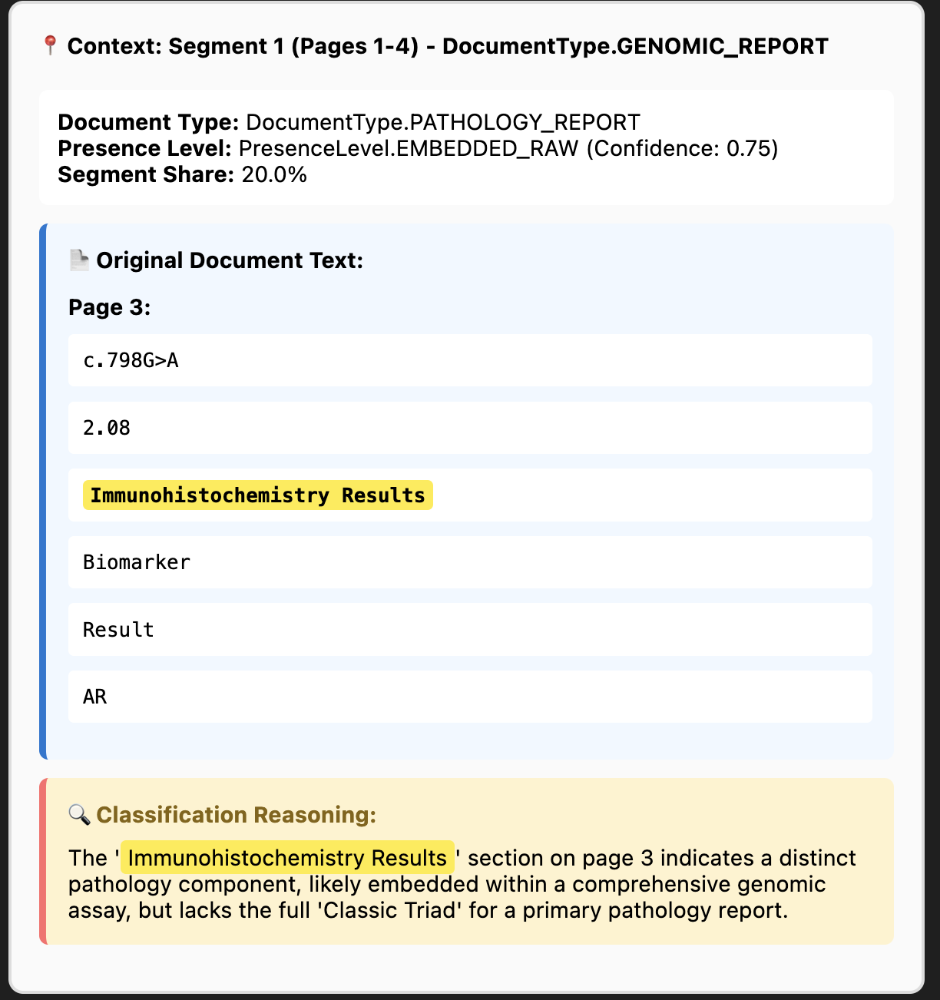 📍 Context: Segment 1 (Pages 1-4) - DocumentType.GENOMIC_REPORT
Document Type: DocumentType.PATHOLOGY_REPORT
Presence Level: PresenceLevel.EMBEDDED_RAW (Confidence: 0.75)
Segment Share: 20.0%
📄 Original Document Text:
Page 3:
c.798G>A
2.08
Immunohistochemistry Results
Biomarker
Result
AR
🔍 Classification Reasoning:
The 'Immunohistochemistry Results' section on page 3 indicates a distinct
pathology component, likely embedded within a comprehensive genomic
assay, but lacks the full 'Classic Triad' for a primary pathology report.